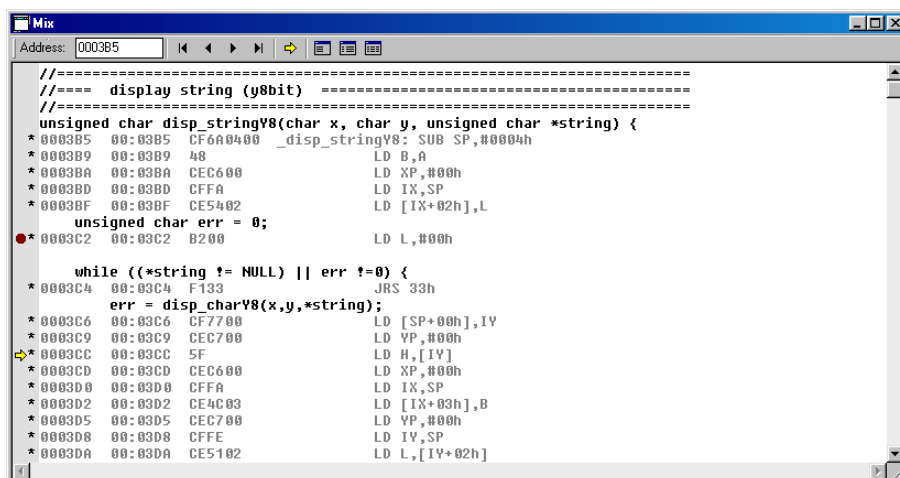 Mix
Address: 0003B5
//=========================================================================
//==== display string (y8bit) ==========================================
//=========================================================================
unsigned char disp_stringY8(char x, char y, unsigned char *string) {
* 0003B5 00:03B5 CF6A0400 _disp_stringY8: SUB SP,#0004h
* 0003B9 00:03B9 48 LD B,A
* 0003BA 00:03BA CEC600 LD XP,#00h
* 0003BD 00:03BD CFFA LD IX,SP
* 0003BF 00:03BF CE5402 LD [IX+02h],L
unsigned char err = 0;
* 0003C2 00:03C2 B200 LD L,#00h
while ((*string != NULL) || err !=0) {
* 0003C4 00:03C4 F133 JRS 33h
err = disp_charY8(x,y,*string);
* 0003C6 00:03C6 CF7700 LD [SP+00h],IY
* 0003C9 00:03C9 CEC700 LD YP,#00h
* 0003CC 00:03CC 5F LD H,[IY]
* 0003CD 00:03CD CEC600 LD XP,#00h
* 0003D0 00:03D0 CFFA LD IX,SP
* 0003D2 00:03D2 CE4C03 LD [IX+03h],B
* 0003D5 00:03D5 CEC700 LD YP,#00h
* 0003D8 00:03D8 CFFE LD IY,SP
* 0003DA 00:03DA CE5102 LD L,[IY+02h]